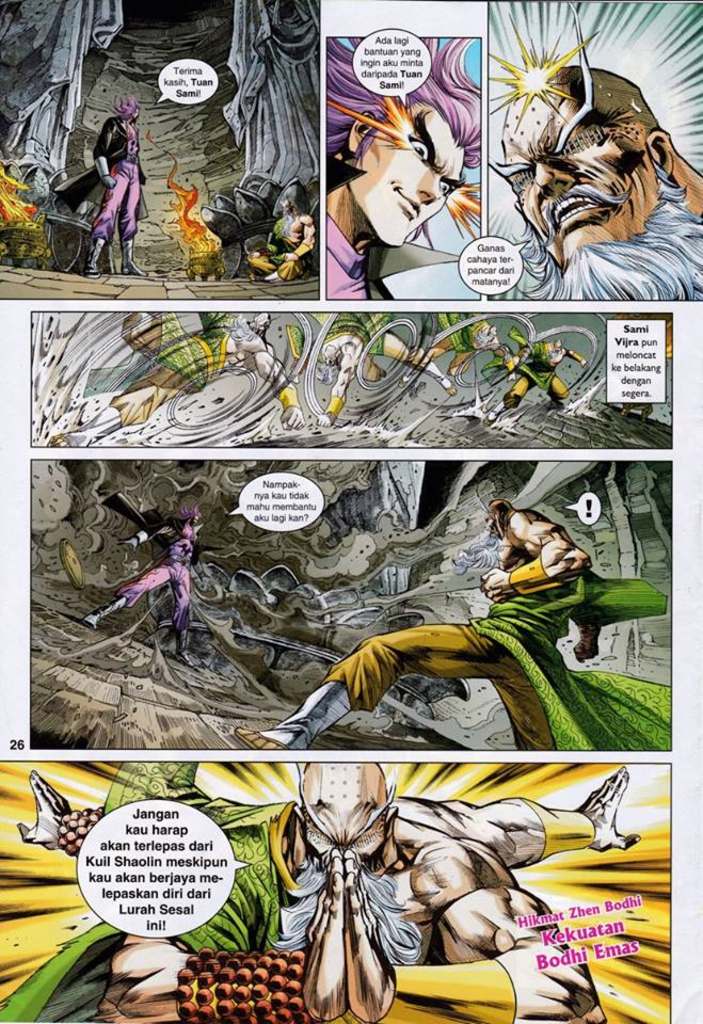 Terima
kasih, Tuan
Sami!
Ada lagi
bantuan yang
ingin aku minta
daripada Tuan
Sami!
Ganas
cahaya ter-
pancar dari
matanya!
Sami
Vijra pun
meloncat
ke belakang
dengan
segera.
Nampak-
nya kau tidak
mahu membantu
aku lagi kan?
!
26
Jangan
kau harap
akan terlepas dari
Kuil Shaolin meskipun
kau akan berjaya me-
lepaskan diri dari
Lurah Sesal
ini!
Hikmat Zhen Bodhi
Kekuatan
Bodhi Emas